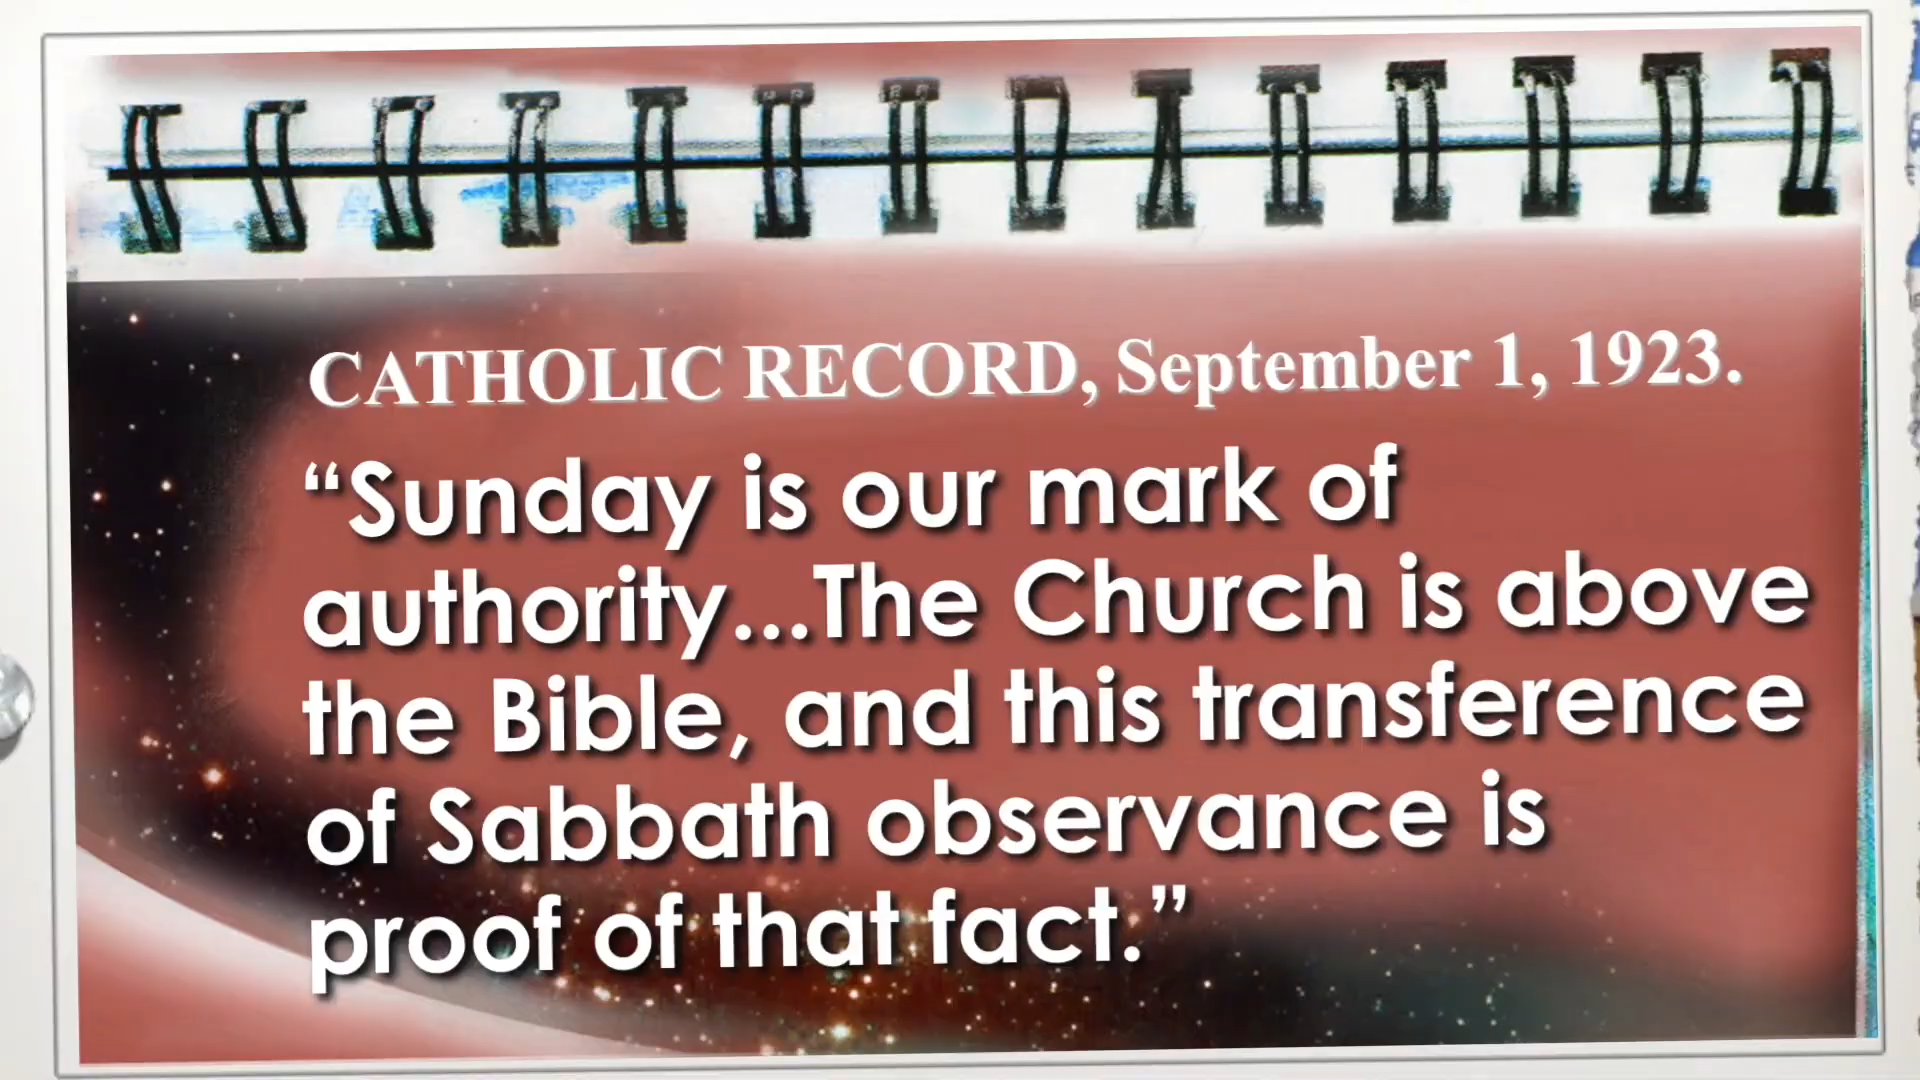 CATHOLIC RECORD, September 1, 1923.
“Sunday is our mark of
authority...The Church is above
the Bible, and this transference
of Sabbath observance is
proof of that fact.”